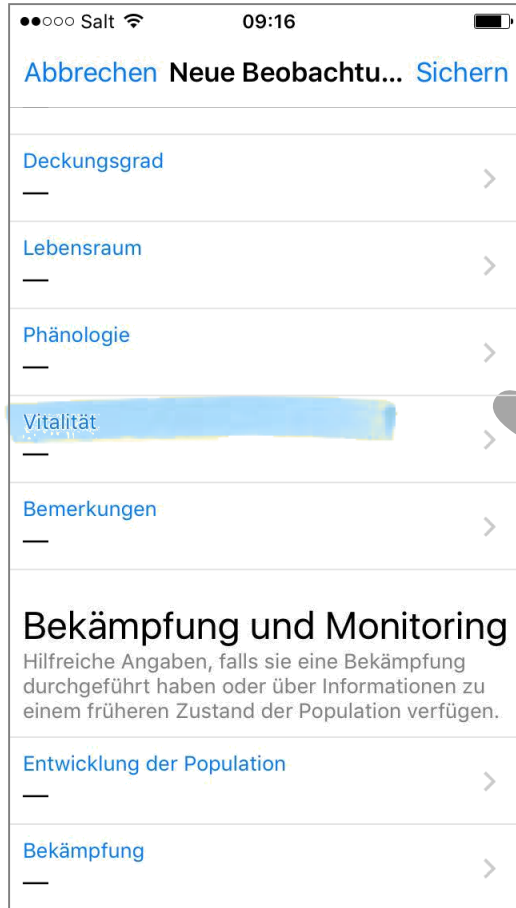 ●●○○○ Salt 09:16
Abbrechen Neue Beobachtu... Sichern
Deckungsgrad
—
Lebensraum
—
Phänologie
—
Vitalität
—
Bemerkungen
—
Bekämpfung und Monitoring
Hilfreiche Angaben, falls sie eine Bekämpfung
durchgeführt haben oder über Informationen zu
einem früheren Zustand der Population verfügen.
Entwicklung der Population
—
Bekämpfung
—